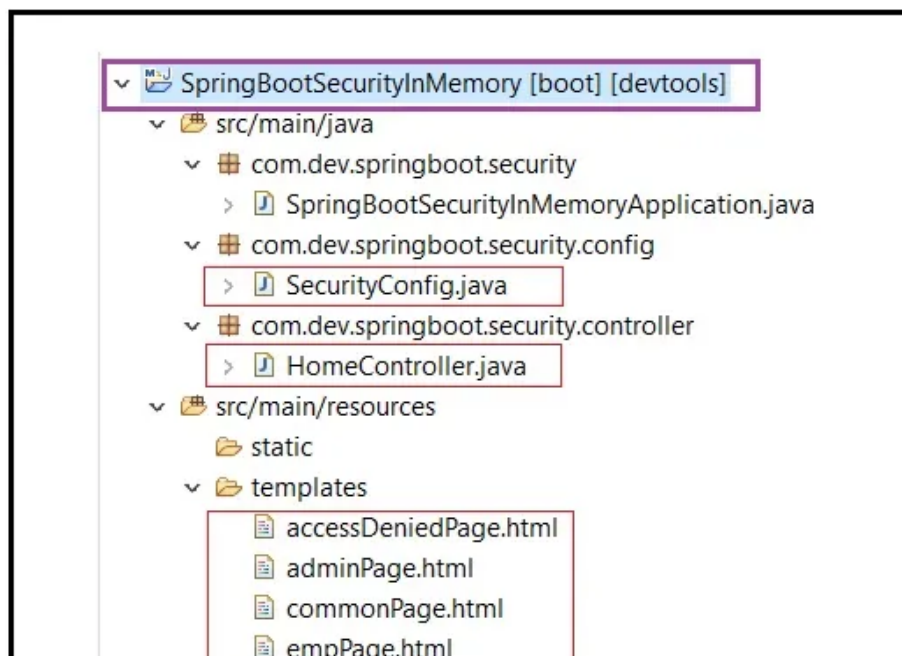 SpringBootSecurityInMemory [boot] [devtools]
src/main/java
com.dev.springboot.security
SpringBootSecurityInMemoryApplication.java
com.dev.springboot.security.config
SecurityConfig.java
com.dev.springboot.security.controller
HomeController.java
src/main/resources
static
templates
accessDeniedPage.html
adminPage.html
commonPage.html
empPage.html